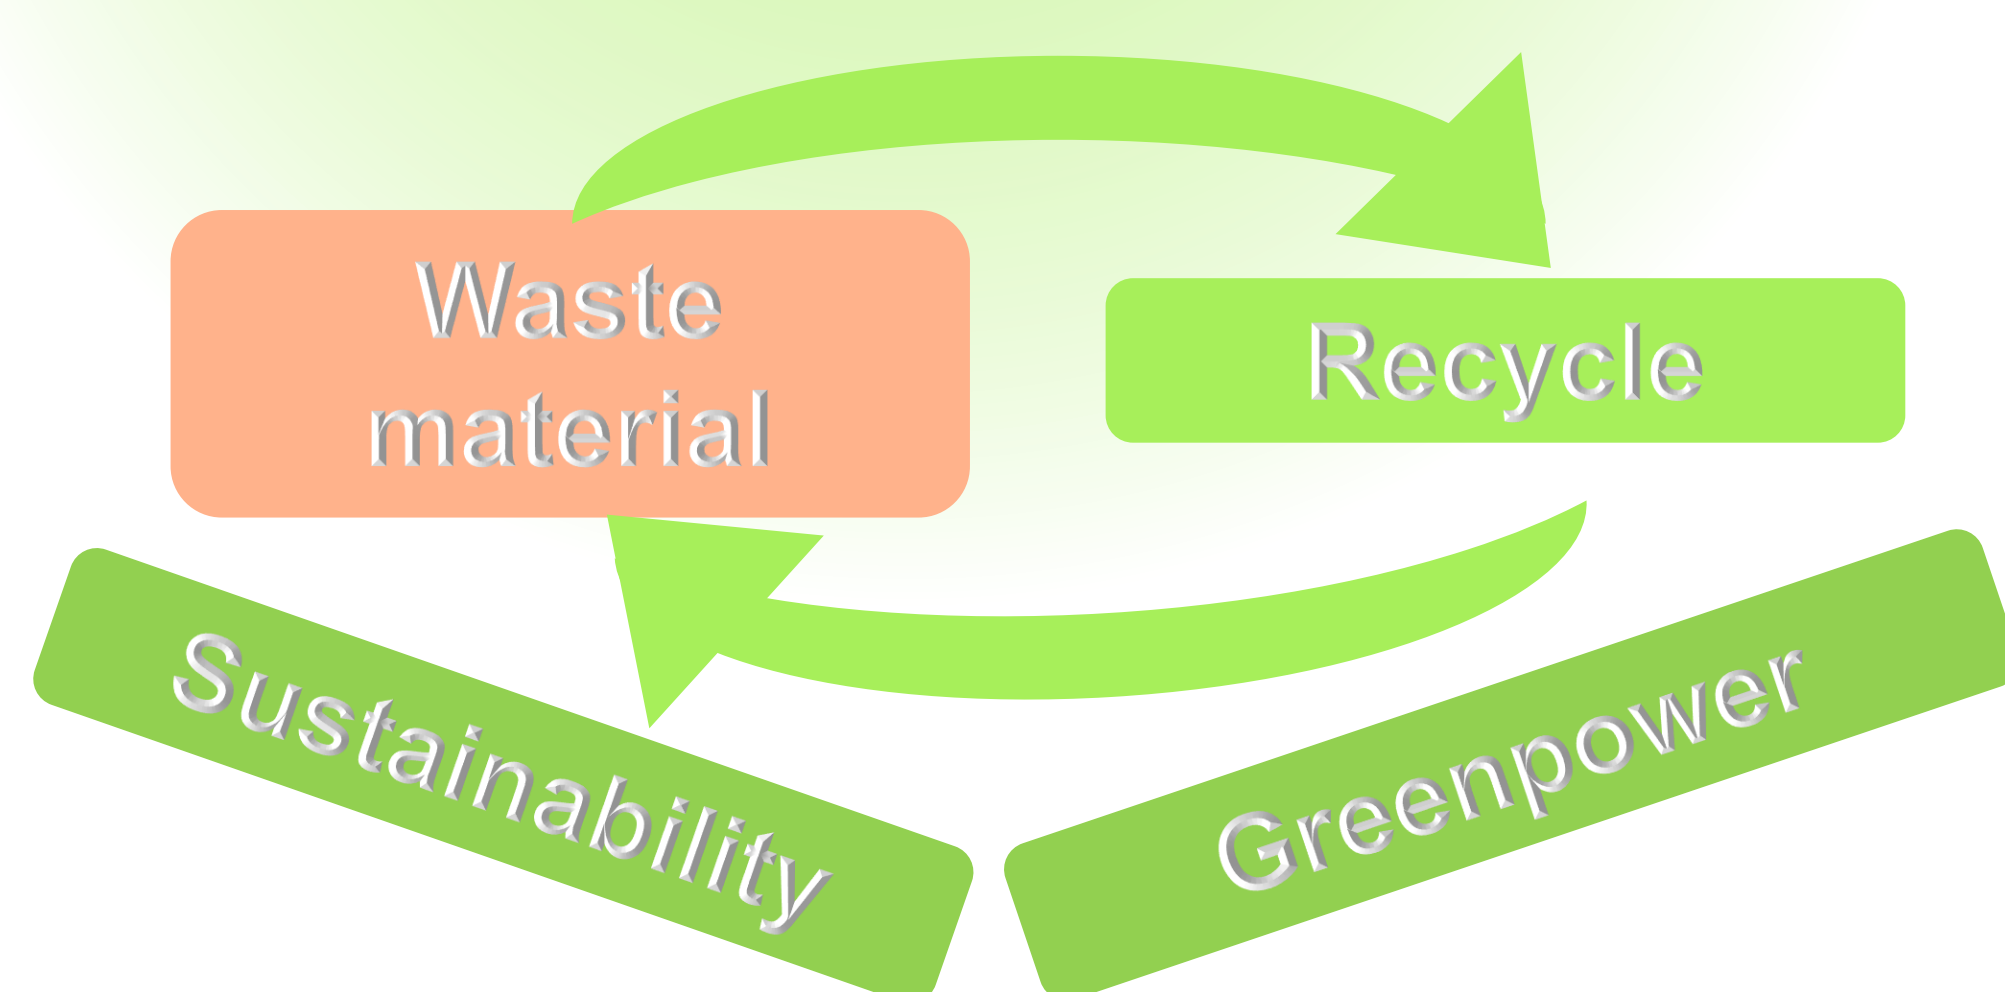 Waste
material
Recycle
Sustainability
Greenpower